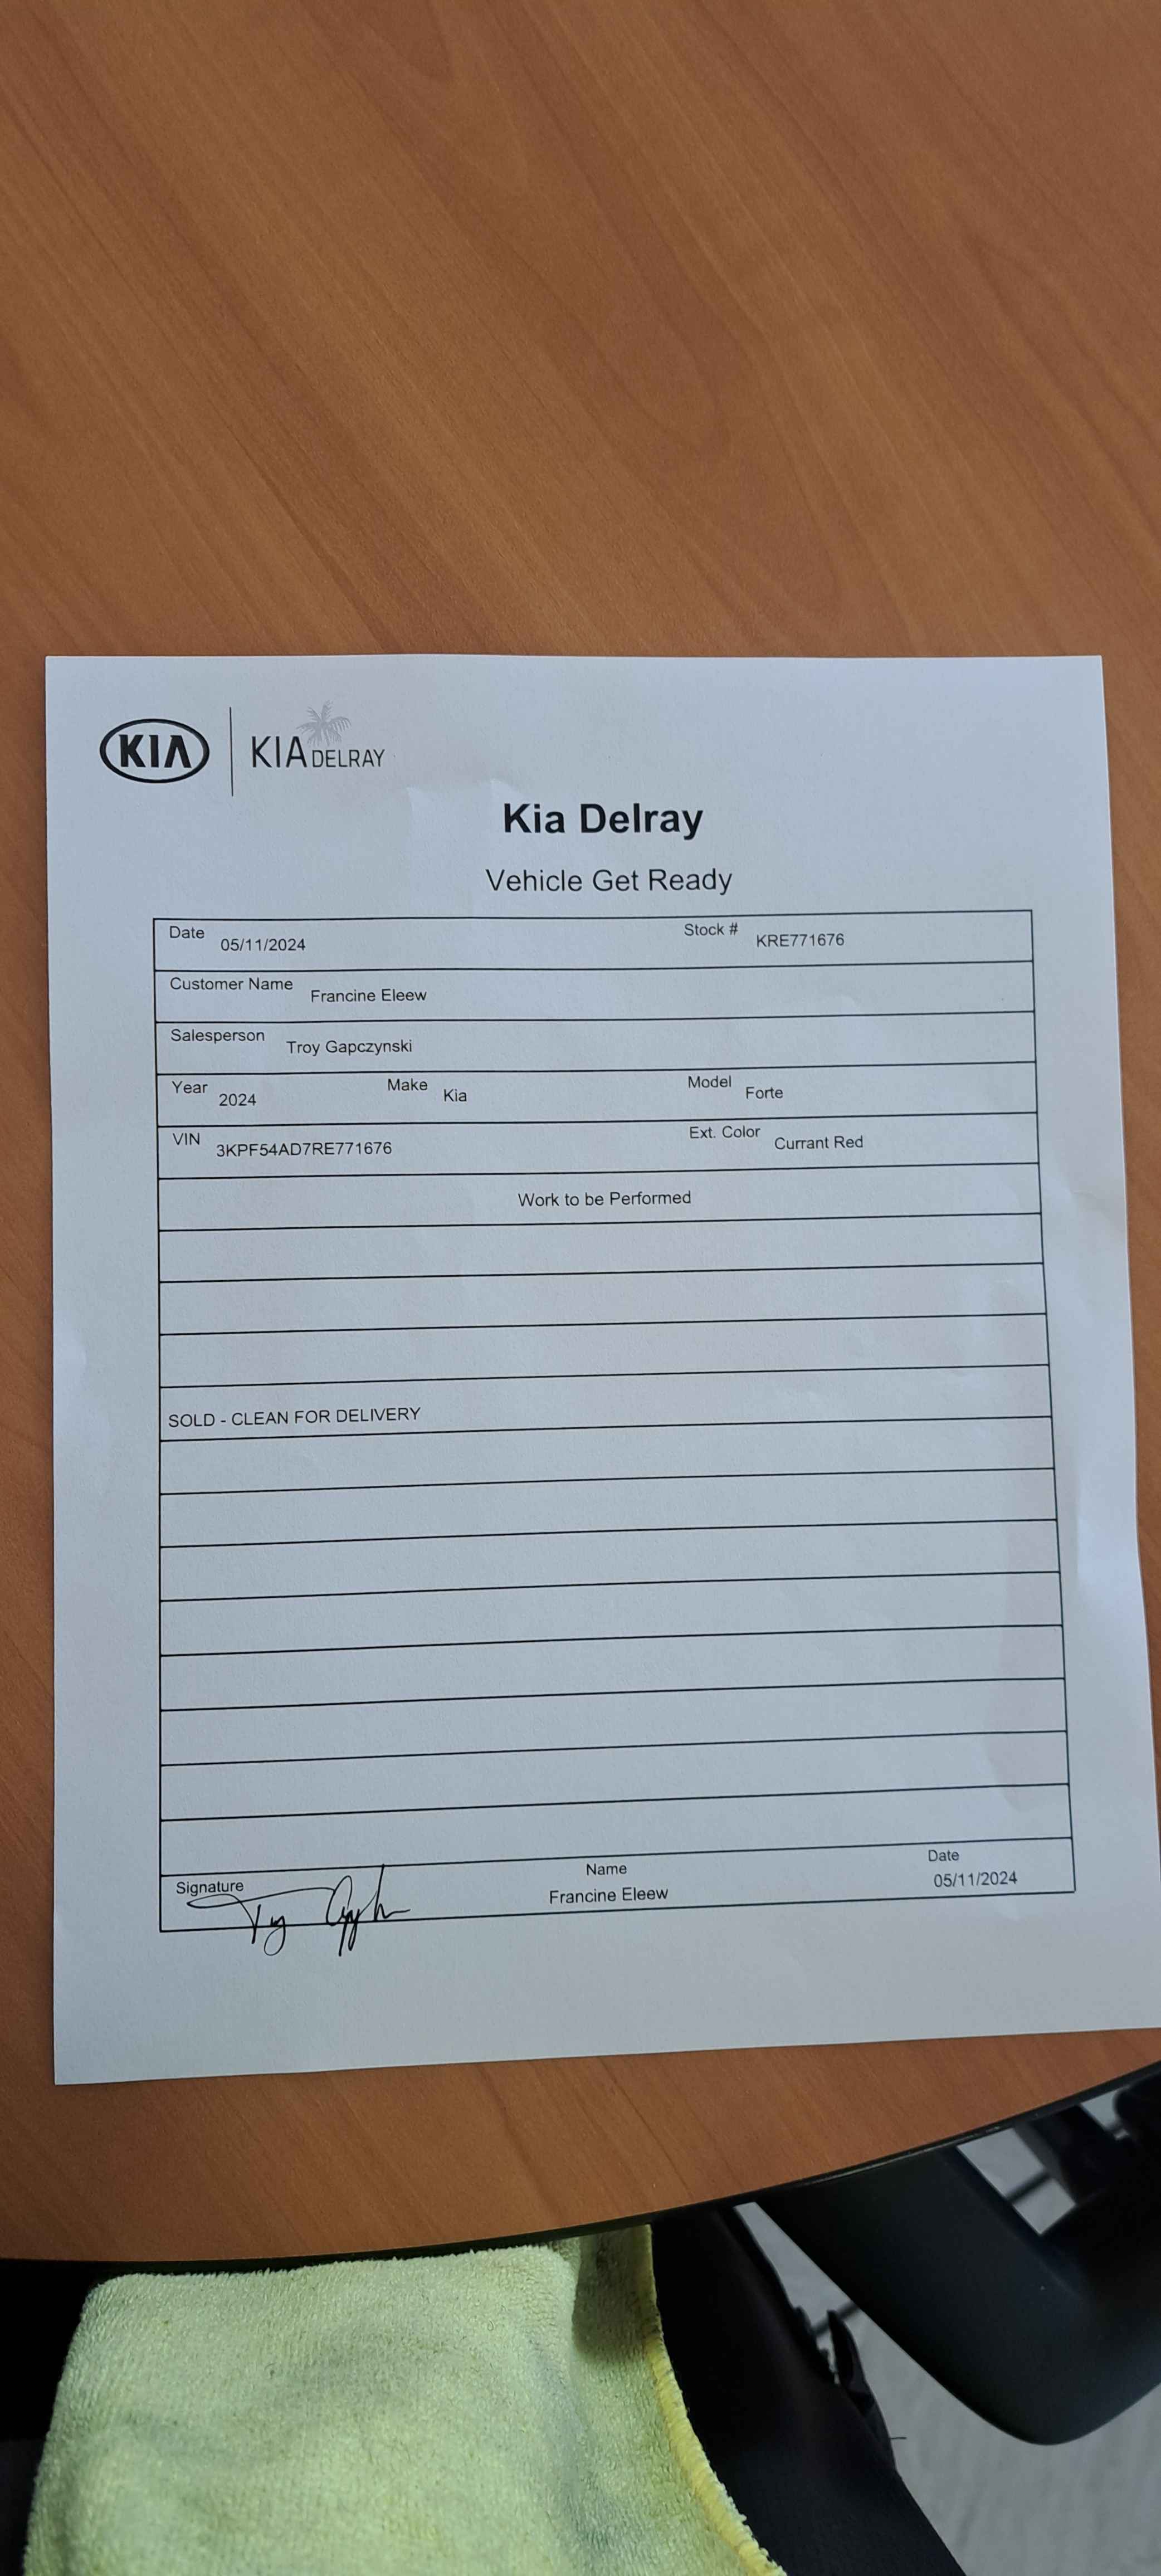 KIA KIA DELRAY
Kia Delray
Vehicle Get Ready
Date 05/11/2024 Stock # KRE771676
Customer Name Francine Eleew
Salesperson Troy Gapczynski
Year 2024 Make Kia Model Forte
VIN 3KPF54AD7RE771676 Ext. Color Currant Red
Work to be Performed
SOLD - CLEAN FOR DELIVERY
Signature Name Date
Francine Eleew 05/11/2024